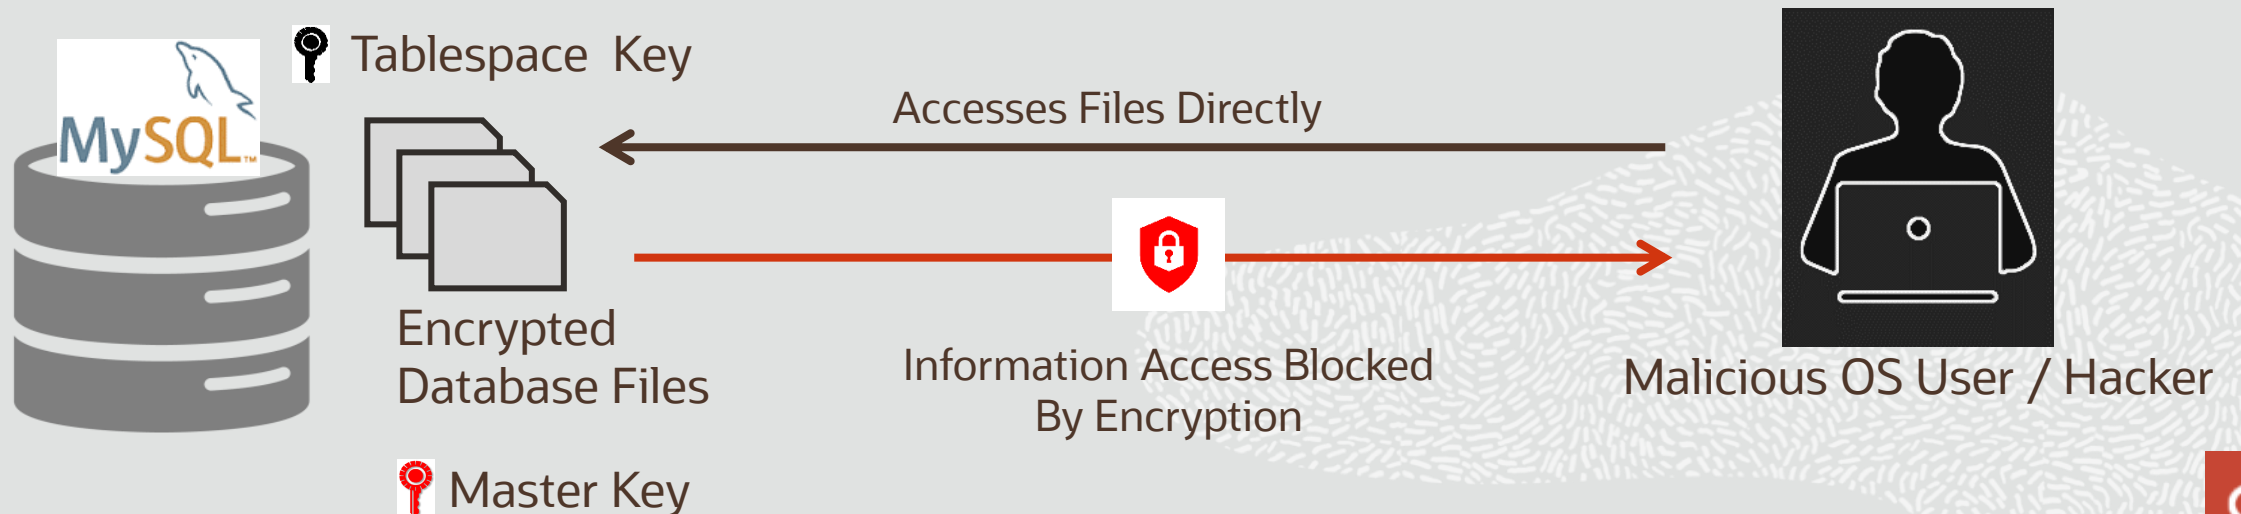 MySQL™
Tablespace Key
Accesses Files Directly
Encrypted
Database Files
Information Access Blocked
By Encryption
Malicious OS User / Hacker
Master Key